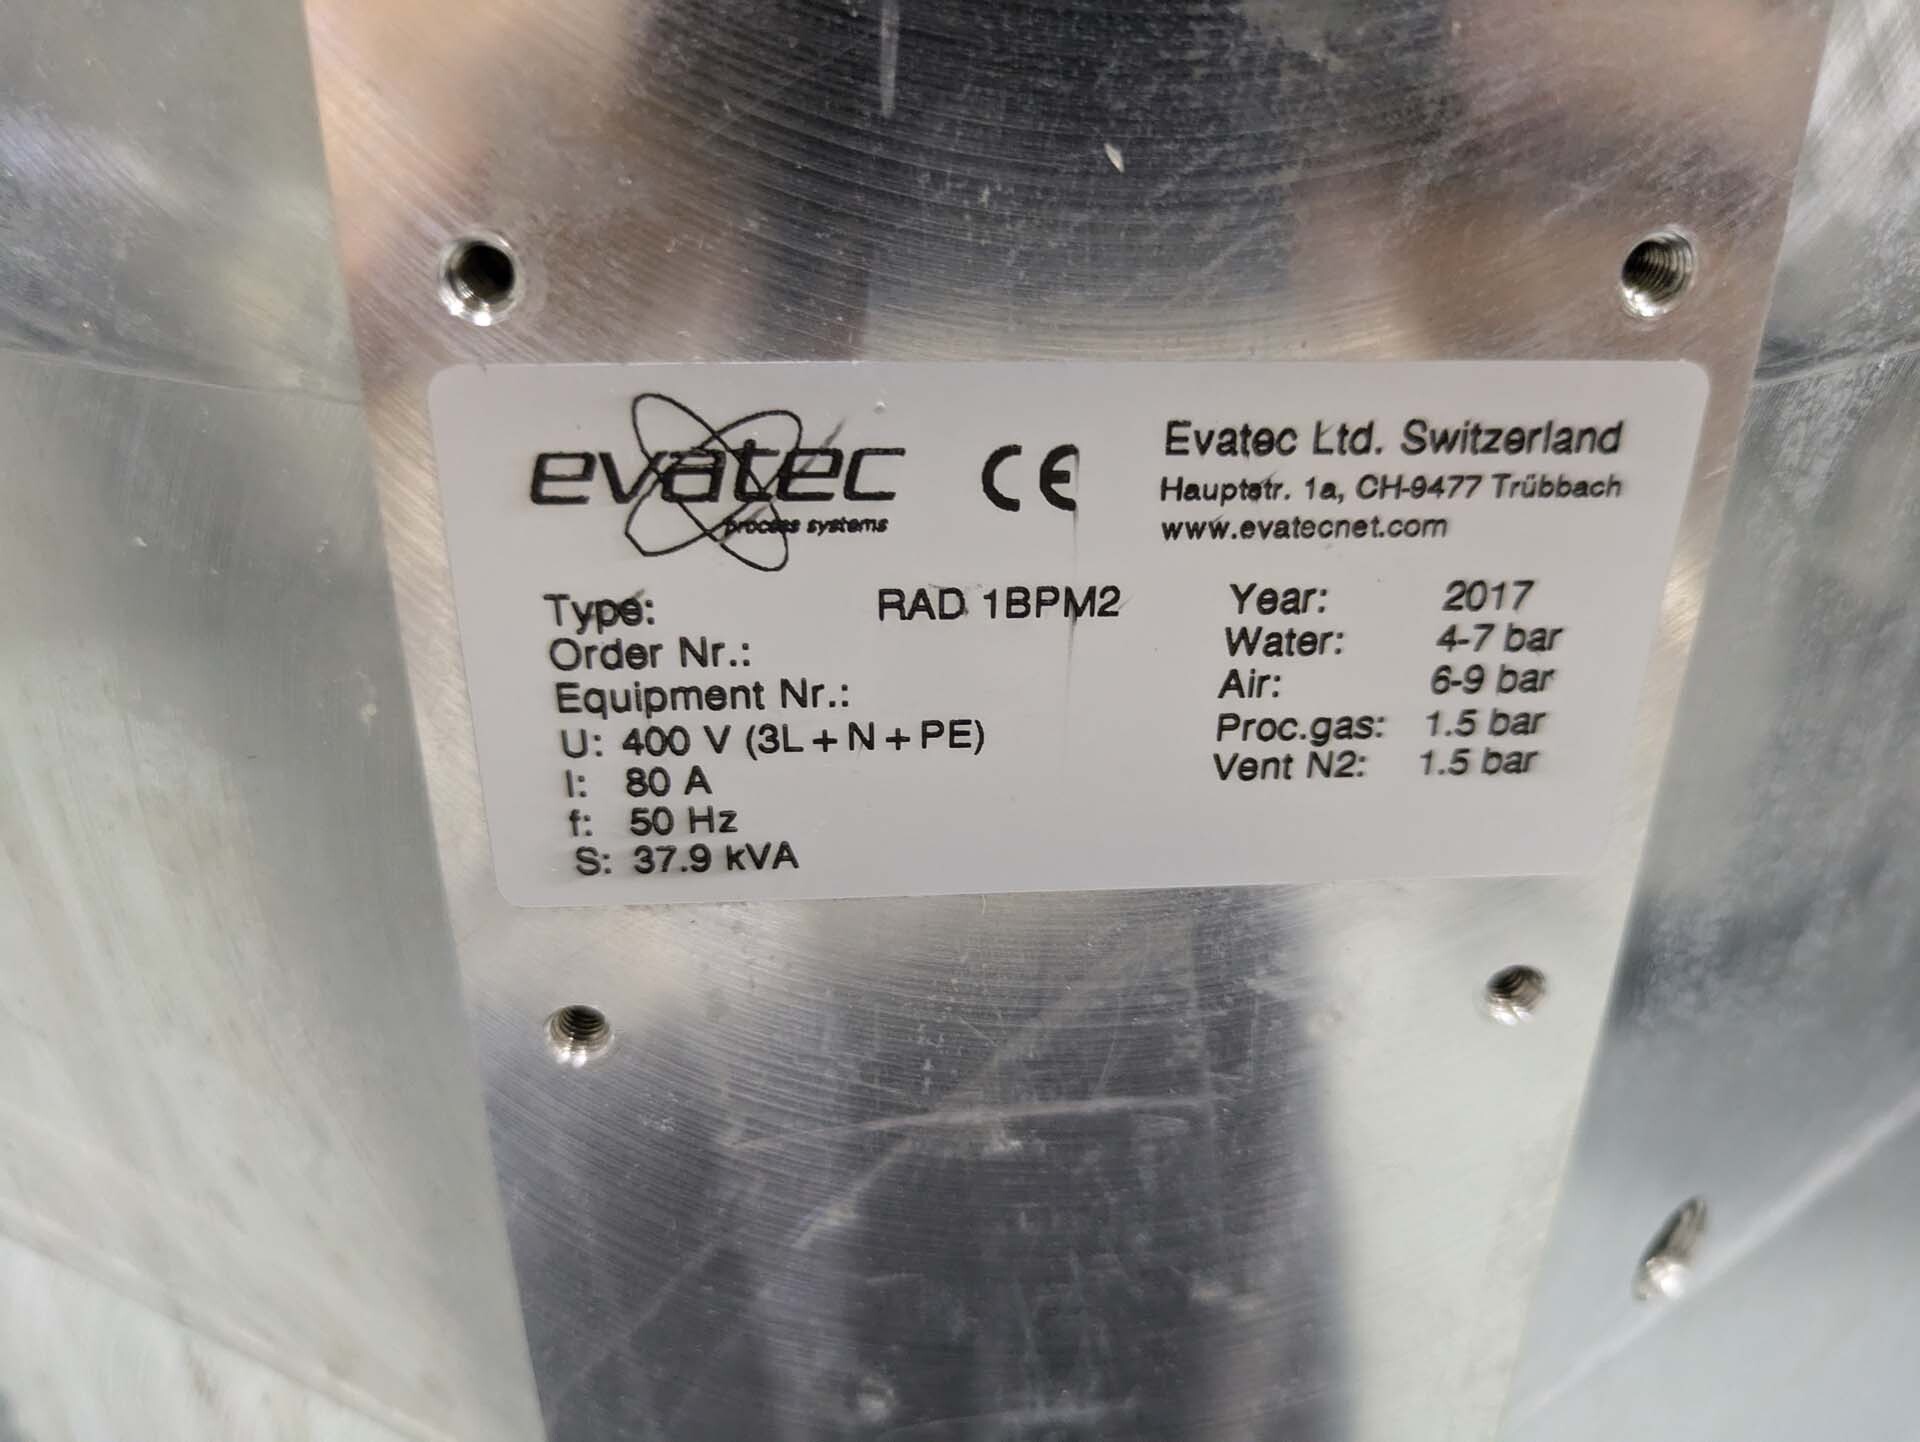 evatec
process systems
CE
Evatec Ltd. Switzerland
Hauptstr. 1a, CH-9477 Trübbach
www.evatecnet.com
Type: RAD 1BPM2
Order Nr.:
Equipment Nr.:
U: 400 V (3L + N + PE)
I: 80 A
f: 50 Hz
S: 37.9 kVA
Year: 2017
Water: 4-7 bar
Air: 6-9 bar
Proc.gas: 1.5 bar
Vent N2: 1.5 bar